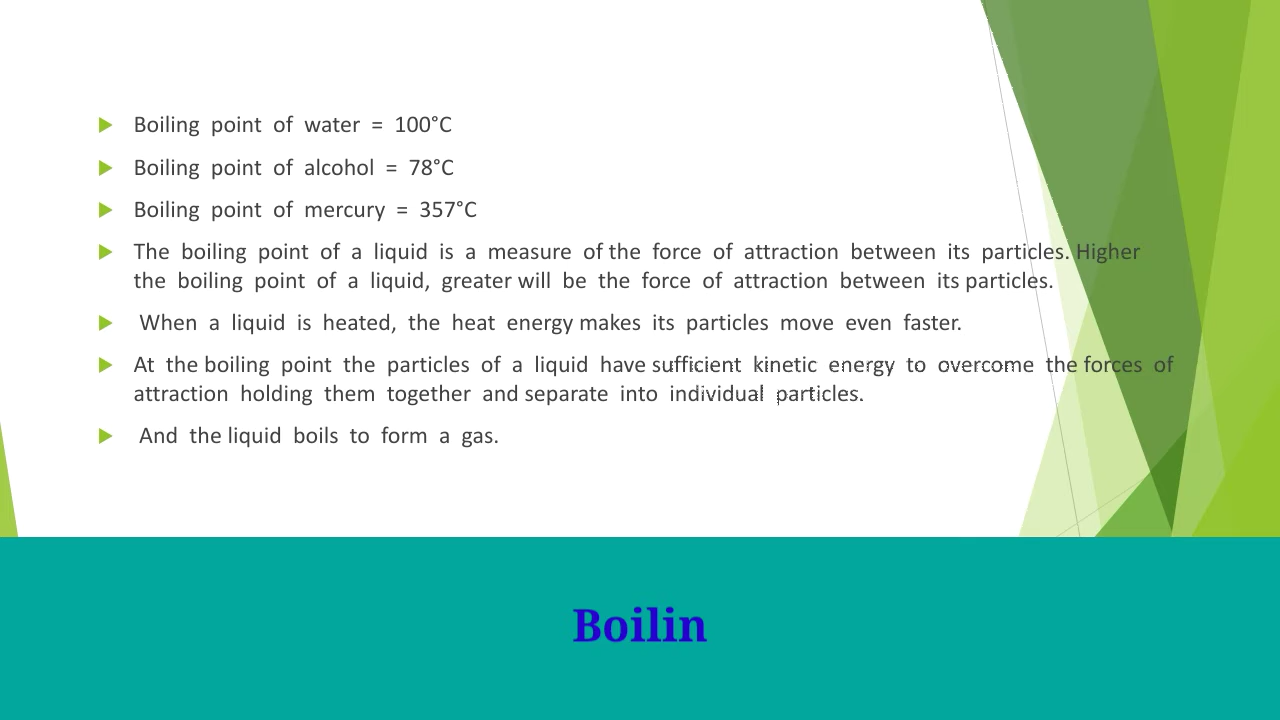 Boiling point of water = 100°C
Boiling point of alcohol = 78°C
Boiling point of mercury = 357°C
The boiling point of a liquid is a measure of the force of attraction between its particles. Higher
the boiling point of a liquid, greater will be the force of attraction between its particles.
When a liquid is heated, the heat energy makes its particles move even faster.
At the boiling point the particles of a liquid have sufficient kinetic energy to overcome the forces of
attraction holding them together and separate into individual particles.
And the liquid boils to form a gas.
Boilin